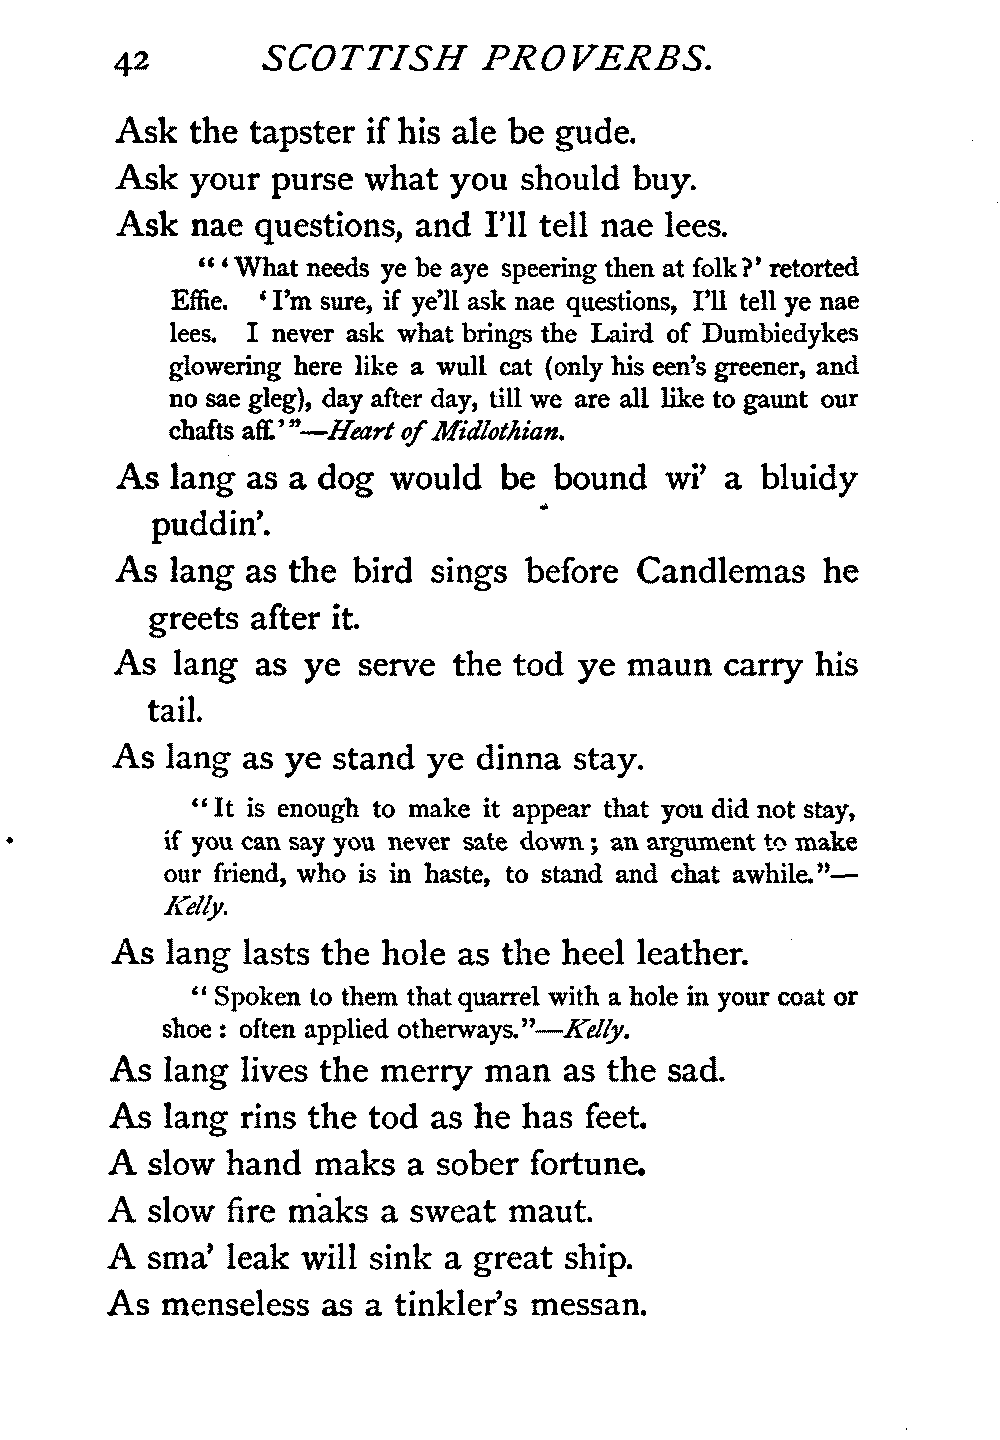 42 SCOTTISH PROVERBS.
Ask the tapster if his ale be gude.
Ask your purse what you should buy.
Ask nae questions, and I'll tell nae lees.
“‘What needs ye be aye speering then at folk?’ retorted
Effie. ‘I'm sure, if ye'll ask nae questions, I'll tell ye nae
lees. I never ask what brings the Laird of Dumbiedykes
glowering here like a wull cat (only his een's greener, and
no sae gleg), day after day, till we are all like to gaunt our
chafts aff.’”—Heart of Midlothian.
As lang as a dog would be bound wi' a bluidy
puddin'.
As lang as the bird sings before Candlemas he
greets after it.
As lang as ye serve the tod ye maun carry his
tail.
As lang as ye stand ye dinna stay.
“It is enough to make it appear that you did not stay,
if you can say you never sate down; an argument to make
our friend, who is in haste, to stand and chat awhile.”—
Kelly.
As lang lasts the hole as the heel leather.
“Spoken to them that quarrel with a hole in your coat or
shoe: often applied otherways.”—Kelly.
As lang lives the merry man as the sad.
As lang rins the tod as he has feet.
A slow hand maks a sober fortune.
A slow fire maks a sweat maut.
A sma' leak will sink a great ship.
As menseless as a tinkler's messan.